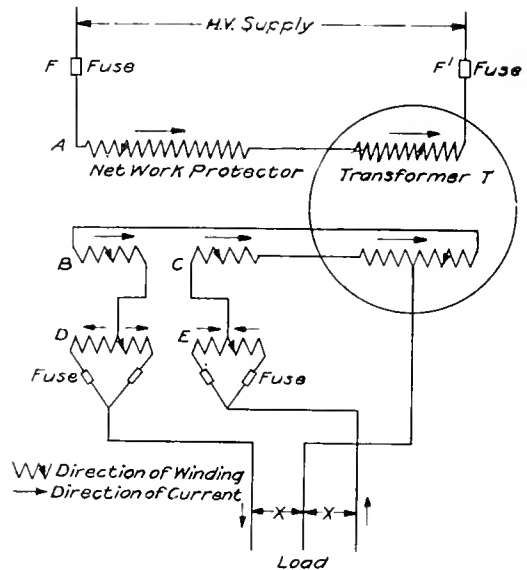 H.V. Supply
F Fuse F' Fuse
A
Net Work Protector Transformer T
B C
D E
Fuse Fuse
Direction of Winding
Direction of Current
X X
Load